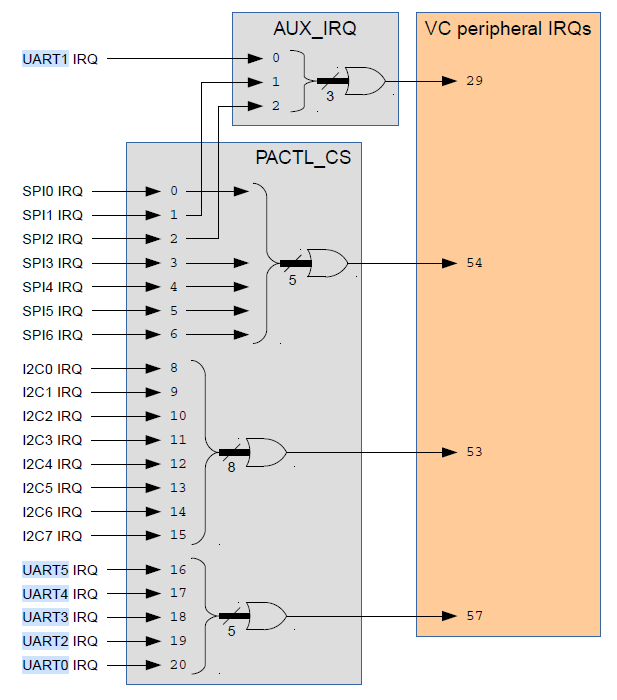 AUX_IRQ
VC peripheral IRQs
UART1 IRQ 0
1
2
3
29
PACTL_CS
SPI0 IRQ 0
SPI1 IRQ 1
SPI2 IRQ 2
SPI3 IRQ 3
SPI4 IRQ 4
SPI5 IRQ 5
SPI6 IRQ 6
5
54
I2C0 IRQ 8
I2C1 IRQ 9
I2C2 IRQ 10
I2C3 IRQ 11
I2C4 IRQ 12
I2C5 IRQ 13
I2C6 IRQ 14
I2C7 IRQ 15
8
53
UART5 IRQ 16
UART4 IRQ 17
UART3 IRQ 18
UART2 IRQ 19
UART0 IRQ 20
5
57